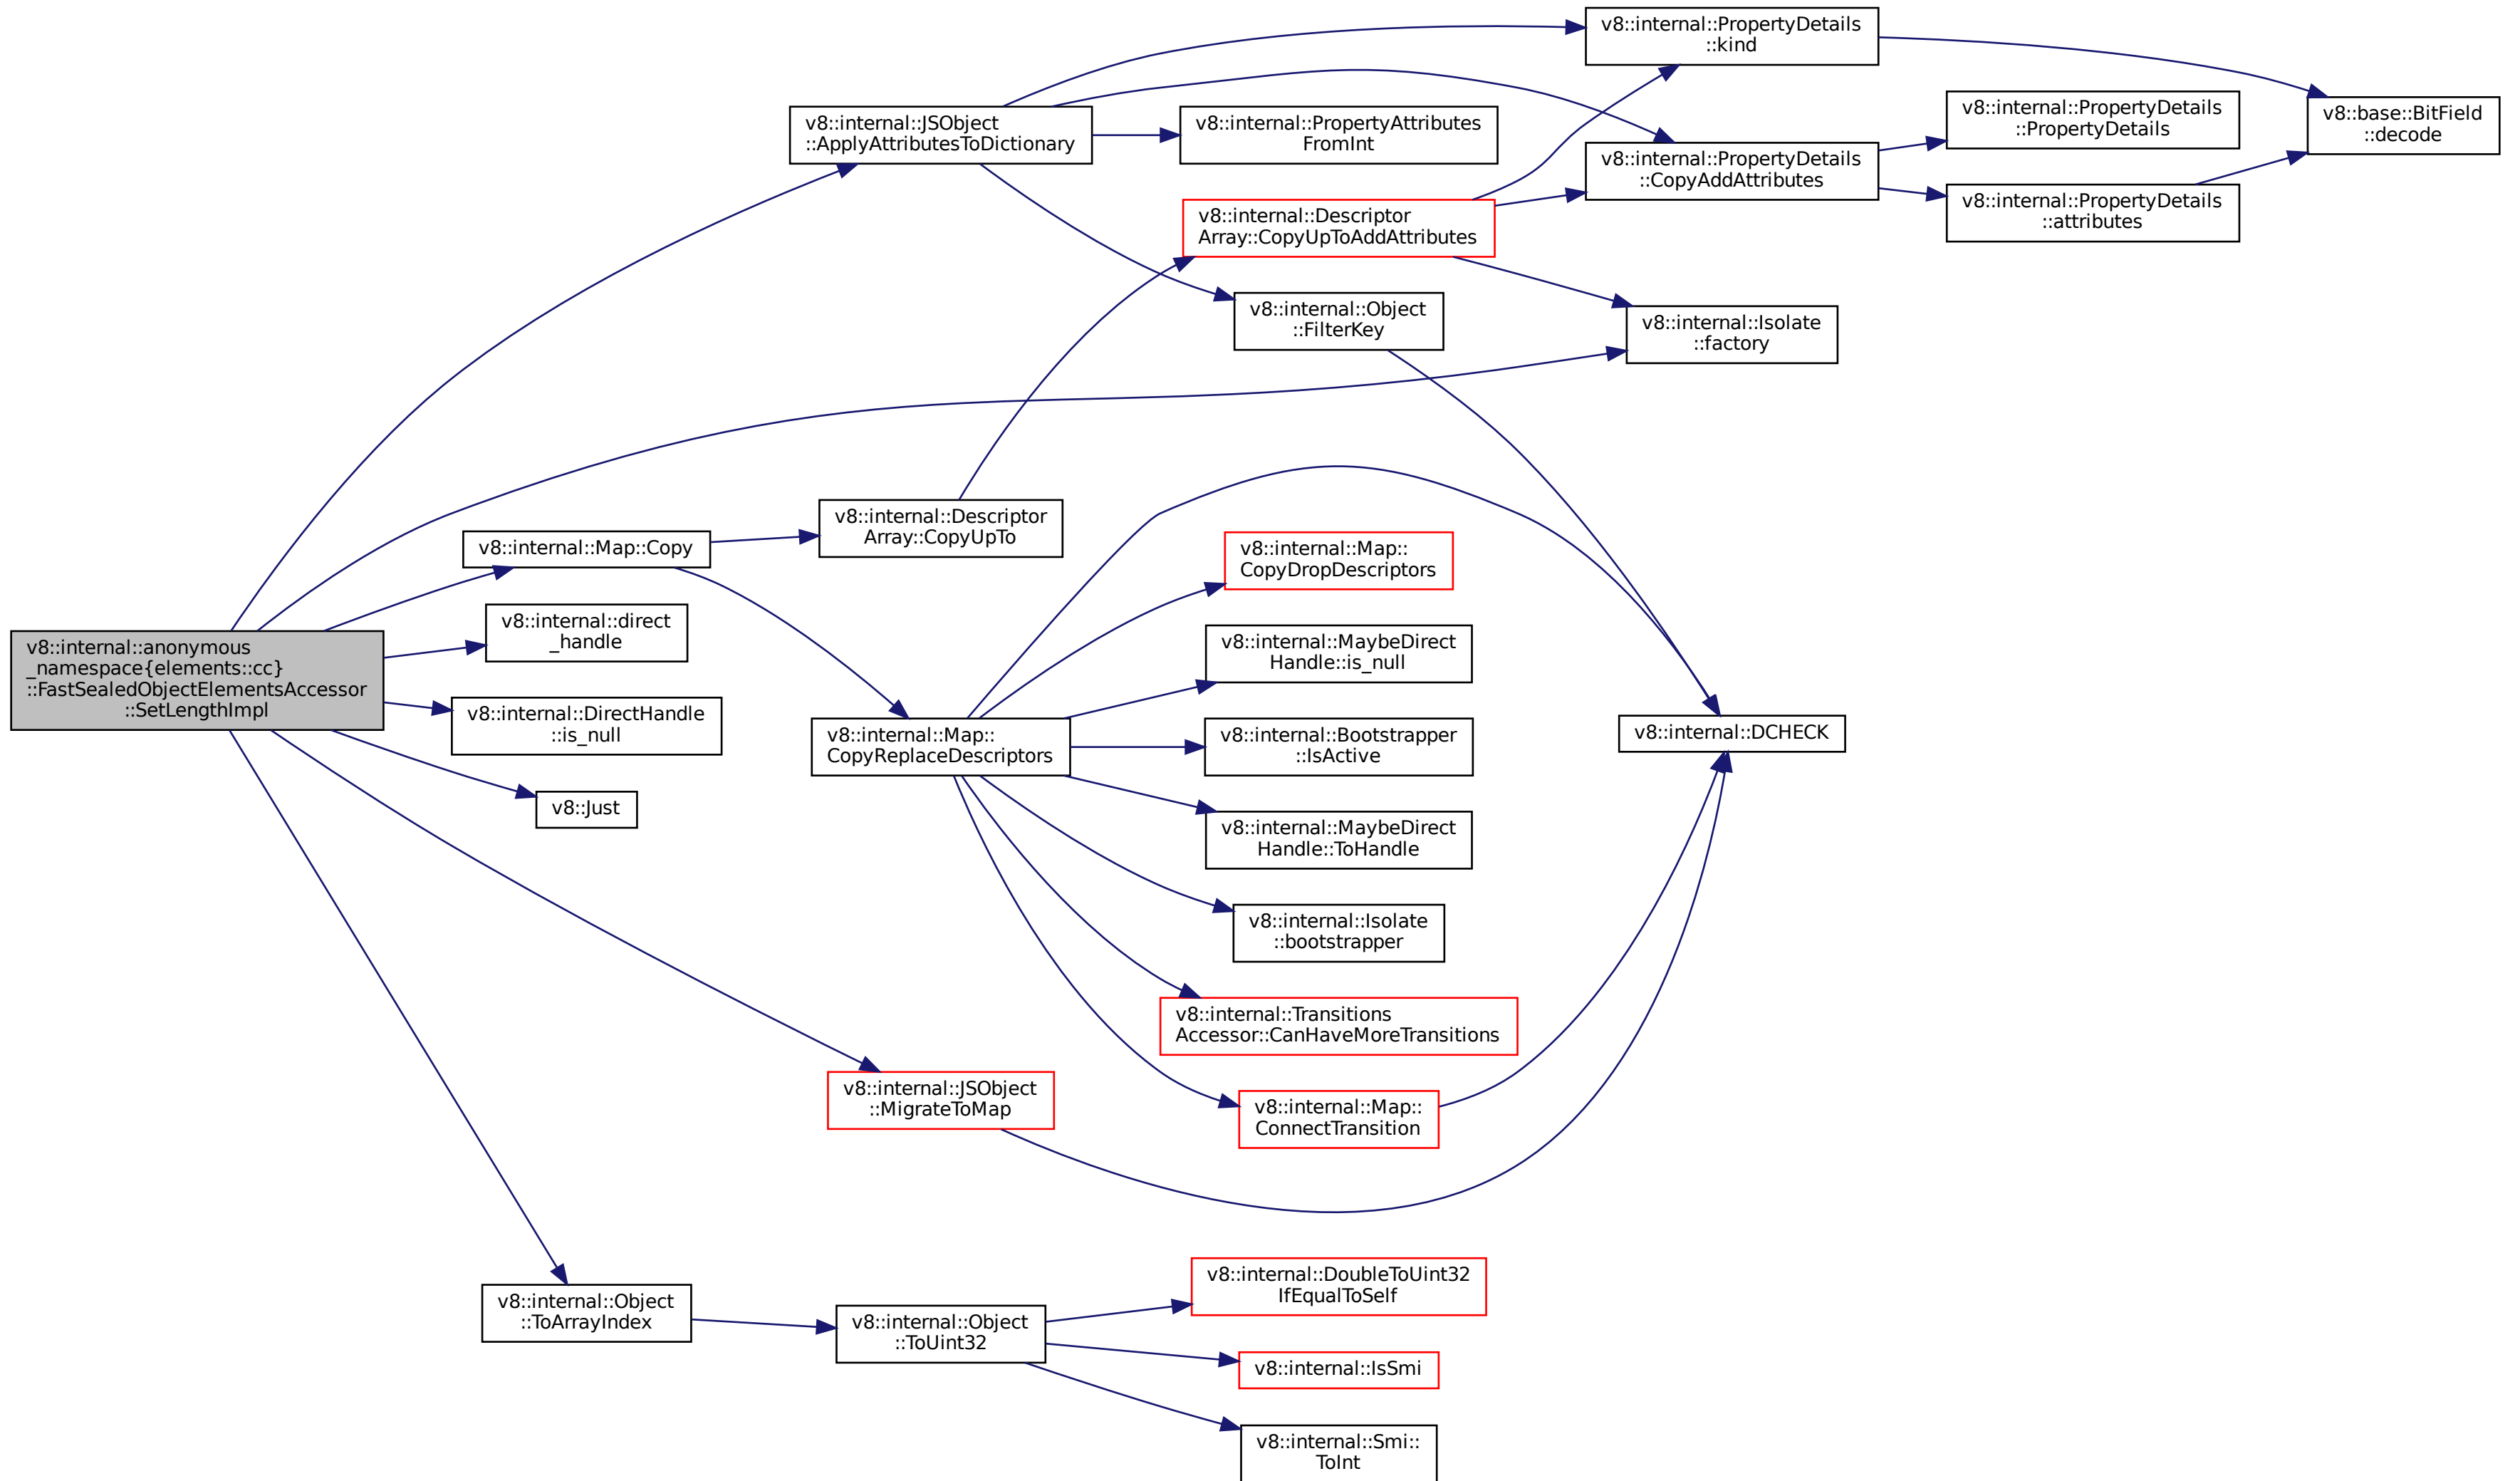 v8::internal::PropertyDetails
::kind
v8::internal::JSObject
::ApplyAttributesToDictionary
v8::internal::PropertyAttributes
FromInt
v8::internal::PropertyDetails
::PropertyDetails
v8::base::BitField
::decode
v8::internal::PropertyDetails
::CopyAddAttributes
v8::internal::PropertyDetails
::attributes
v8::internal::Descriptor
Array::CopyUpToAddAttributes
v8::internal::Object
::FilterKey
v8::internal::Isolate
::factory
v8::internal::Map::Copy
v8::internal::Descriptor
Array::CopyUpTo
v8::internal::Map::
CopyDropDescriptors
v8::internal::direct
_handle
v8::internal::MaybeDirect
Handle::is_null
v8::internal::anonymous
_namespace{elements::cc}
::FastSealedObjectElementsAccessor
::SetLengthImpl
v8::internal::DirectHandle
::is_null
v8::internal::Map::
CopyReplaceDescriptors
v8::internal::Bootstrapper
::IsActive
v8::internal::DCHECK
v8::Just
v8::internal::MaybeDirect
Handle::ToHandle
v8::internal::Isolate
::bootstrapper
v8::internal::Transitions
Accessor::CanHaveMoreTransitions
v8::internal::JSObject
::MigrateToMap
v8::internal::Map::
ConnectTransition
v8::internal::Object
::ToArrayIndex
v8::internal::Object
::ToUint32
v8::internal::DoubleToUint32
IfEqualToSelf
v8::internal::IsSmi
v8::internal::Smi::
ToInt